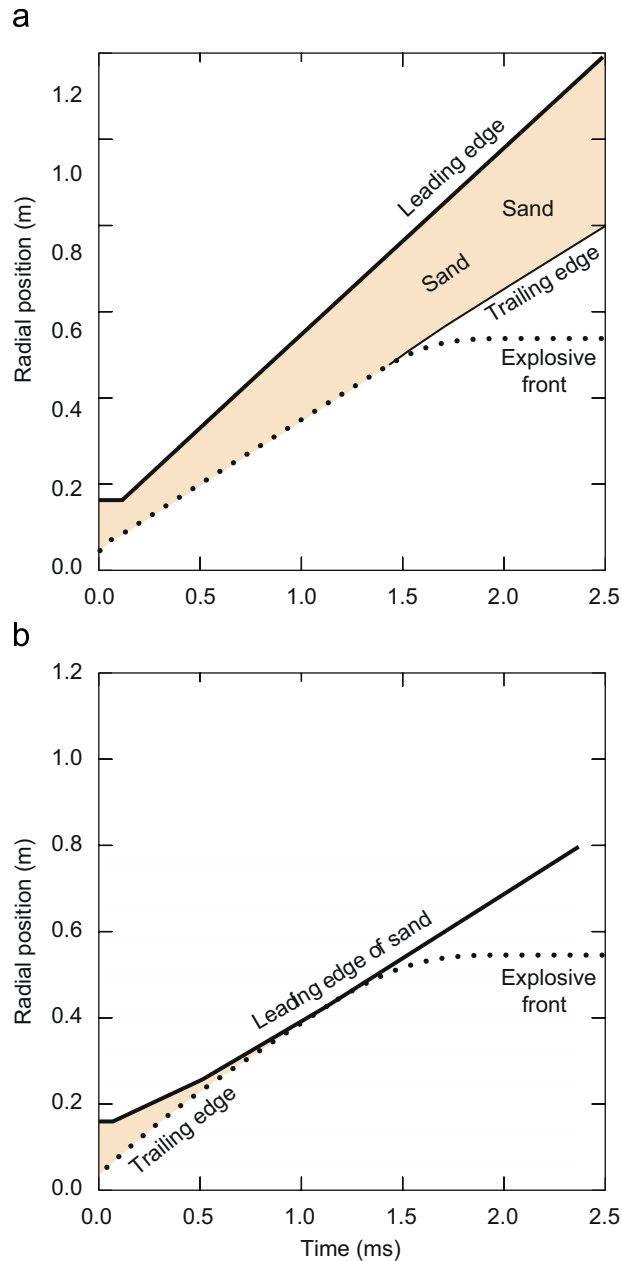 a
1.2
1.0
0.8
0.6
0.4
0.2
0.0
Radial position (m)
Leading edge
Sand
Sand
Trailing edge
Explosive
front
0.0 0.5 1.0 1.5 2.0 2.5
b
1.2
1.0
0.8
0.6
0.4
0.2
0.0
Radial position (m)
Leading edge of sand
Explosive
front
Trailing edge
0.0 0.5 1.0 1.5 2.0 2.5
Time (ms)